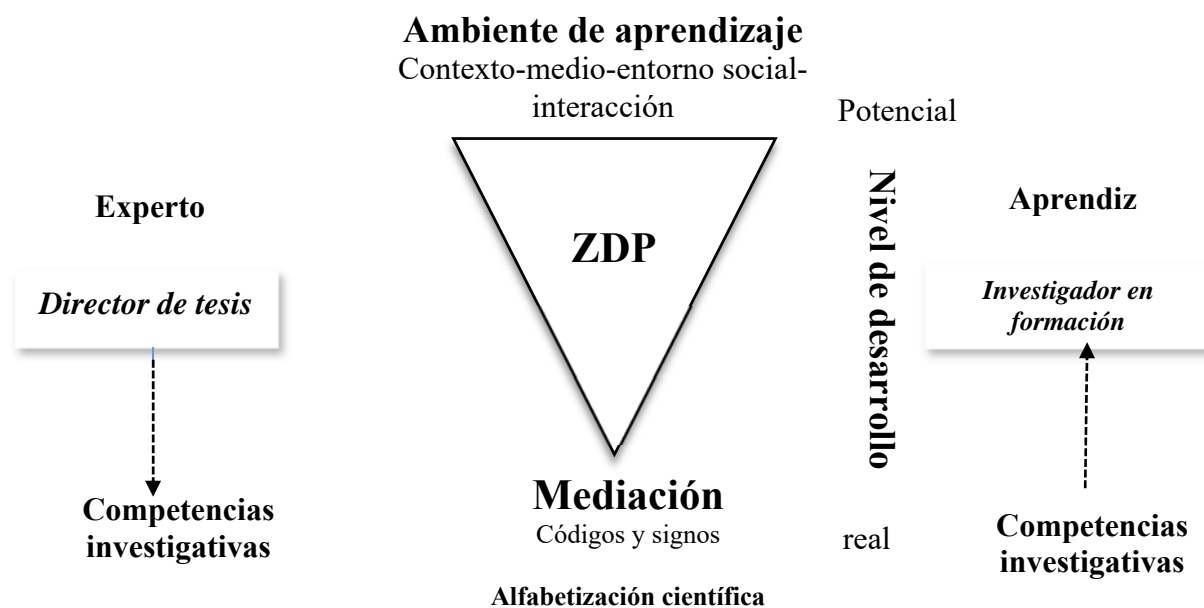 Ambiente de aprendizaje
Contexto-medio-entorno social-
interacción
Potencial
Experto
Director de tesis
Competencias
investigativas
ZDP
Mediación
Códigos y signos
Alfabetización científica
Nivel de desarrollo
real
Aprendiz
Investigador en
formación
Competencias
investigativas